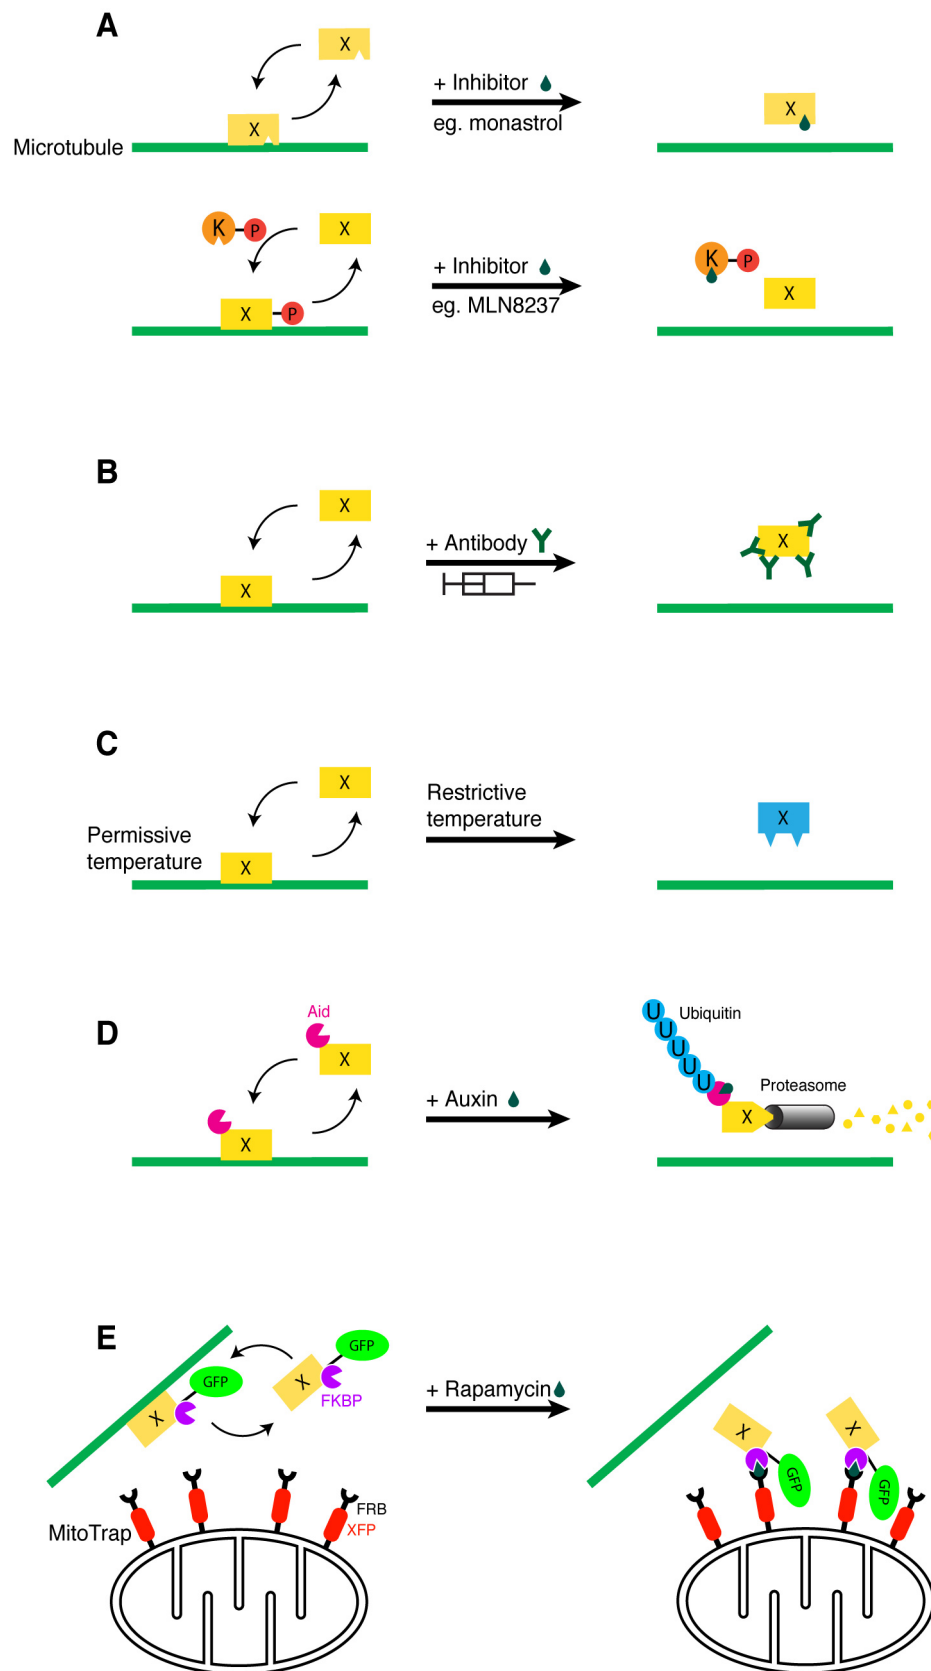 A
X
X
Microtubule
+ Inhibitor
eg. monastrol
X
K
P
X
X
P
+ Inhibitor
eg. MLN8237
K
P
X
B
X
X
+ Antibody
X
C
X
Permissive
temperature
X
Restrictive
temperature
X
D
Aid
X
X
+ Auxin
U
U
U
U
U
Ubiquitin
Proteasome
X
E
GFP
X
FKBP
GFP
X
+ Rapamycin
MitoTrap
FRB
XFP
X
X
GFP
GFP